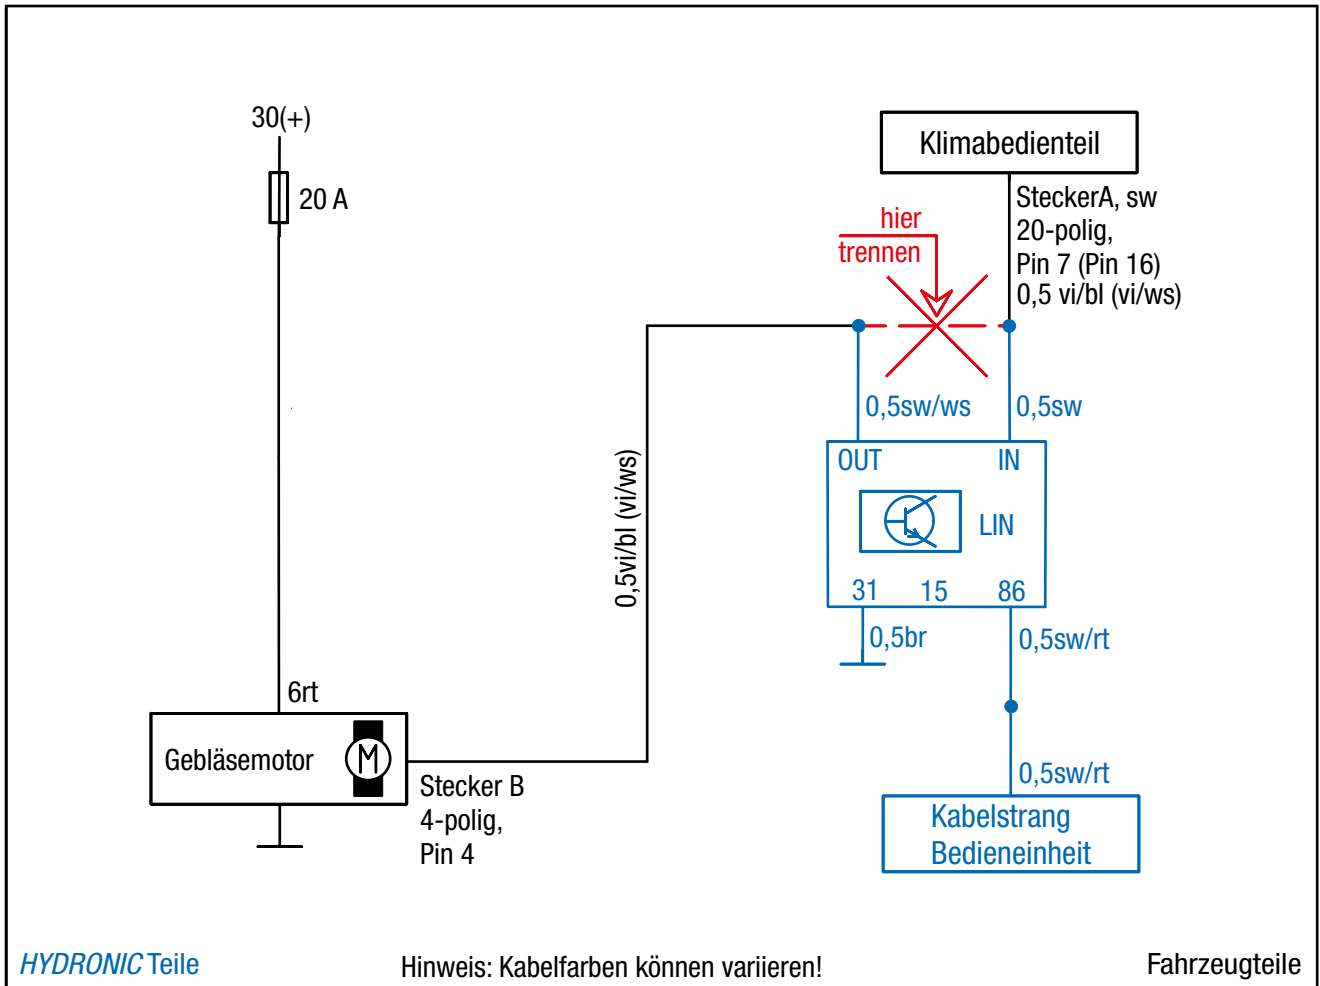 30(+)
20 A
Klimabedienteil
SteckerA, sw
20-polig,
Pin 7 (Pin 16)
0,5 vi/bl (vi/ws)
hier
trennen
0,5sw/ws
0,5sw
OUT
IN
LIN
31
15
86
0,5br
0,5sw/rt
0,5sw/rt
Kabelstrang
Bedieneinheit
0,5vi/bl (vi/ws)
6rt
Gebläsemotor
M
Stecker B
4-polig,
Pin 4
HYDRONIC Teile
Hinweis: Kabelfarben können variieren!
Fahrzeugteile